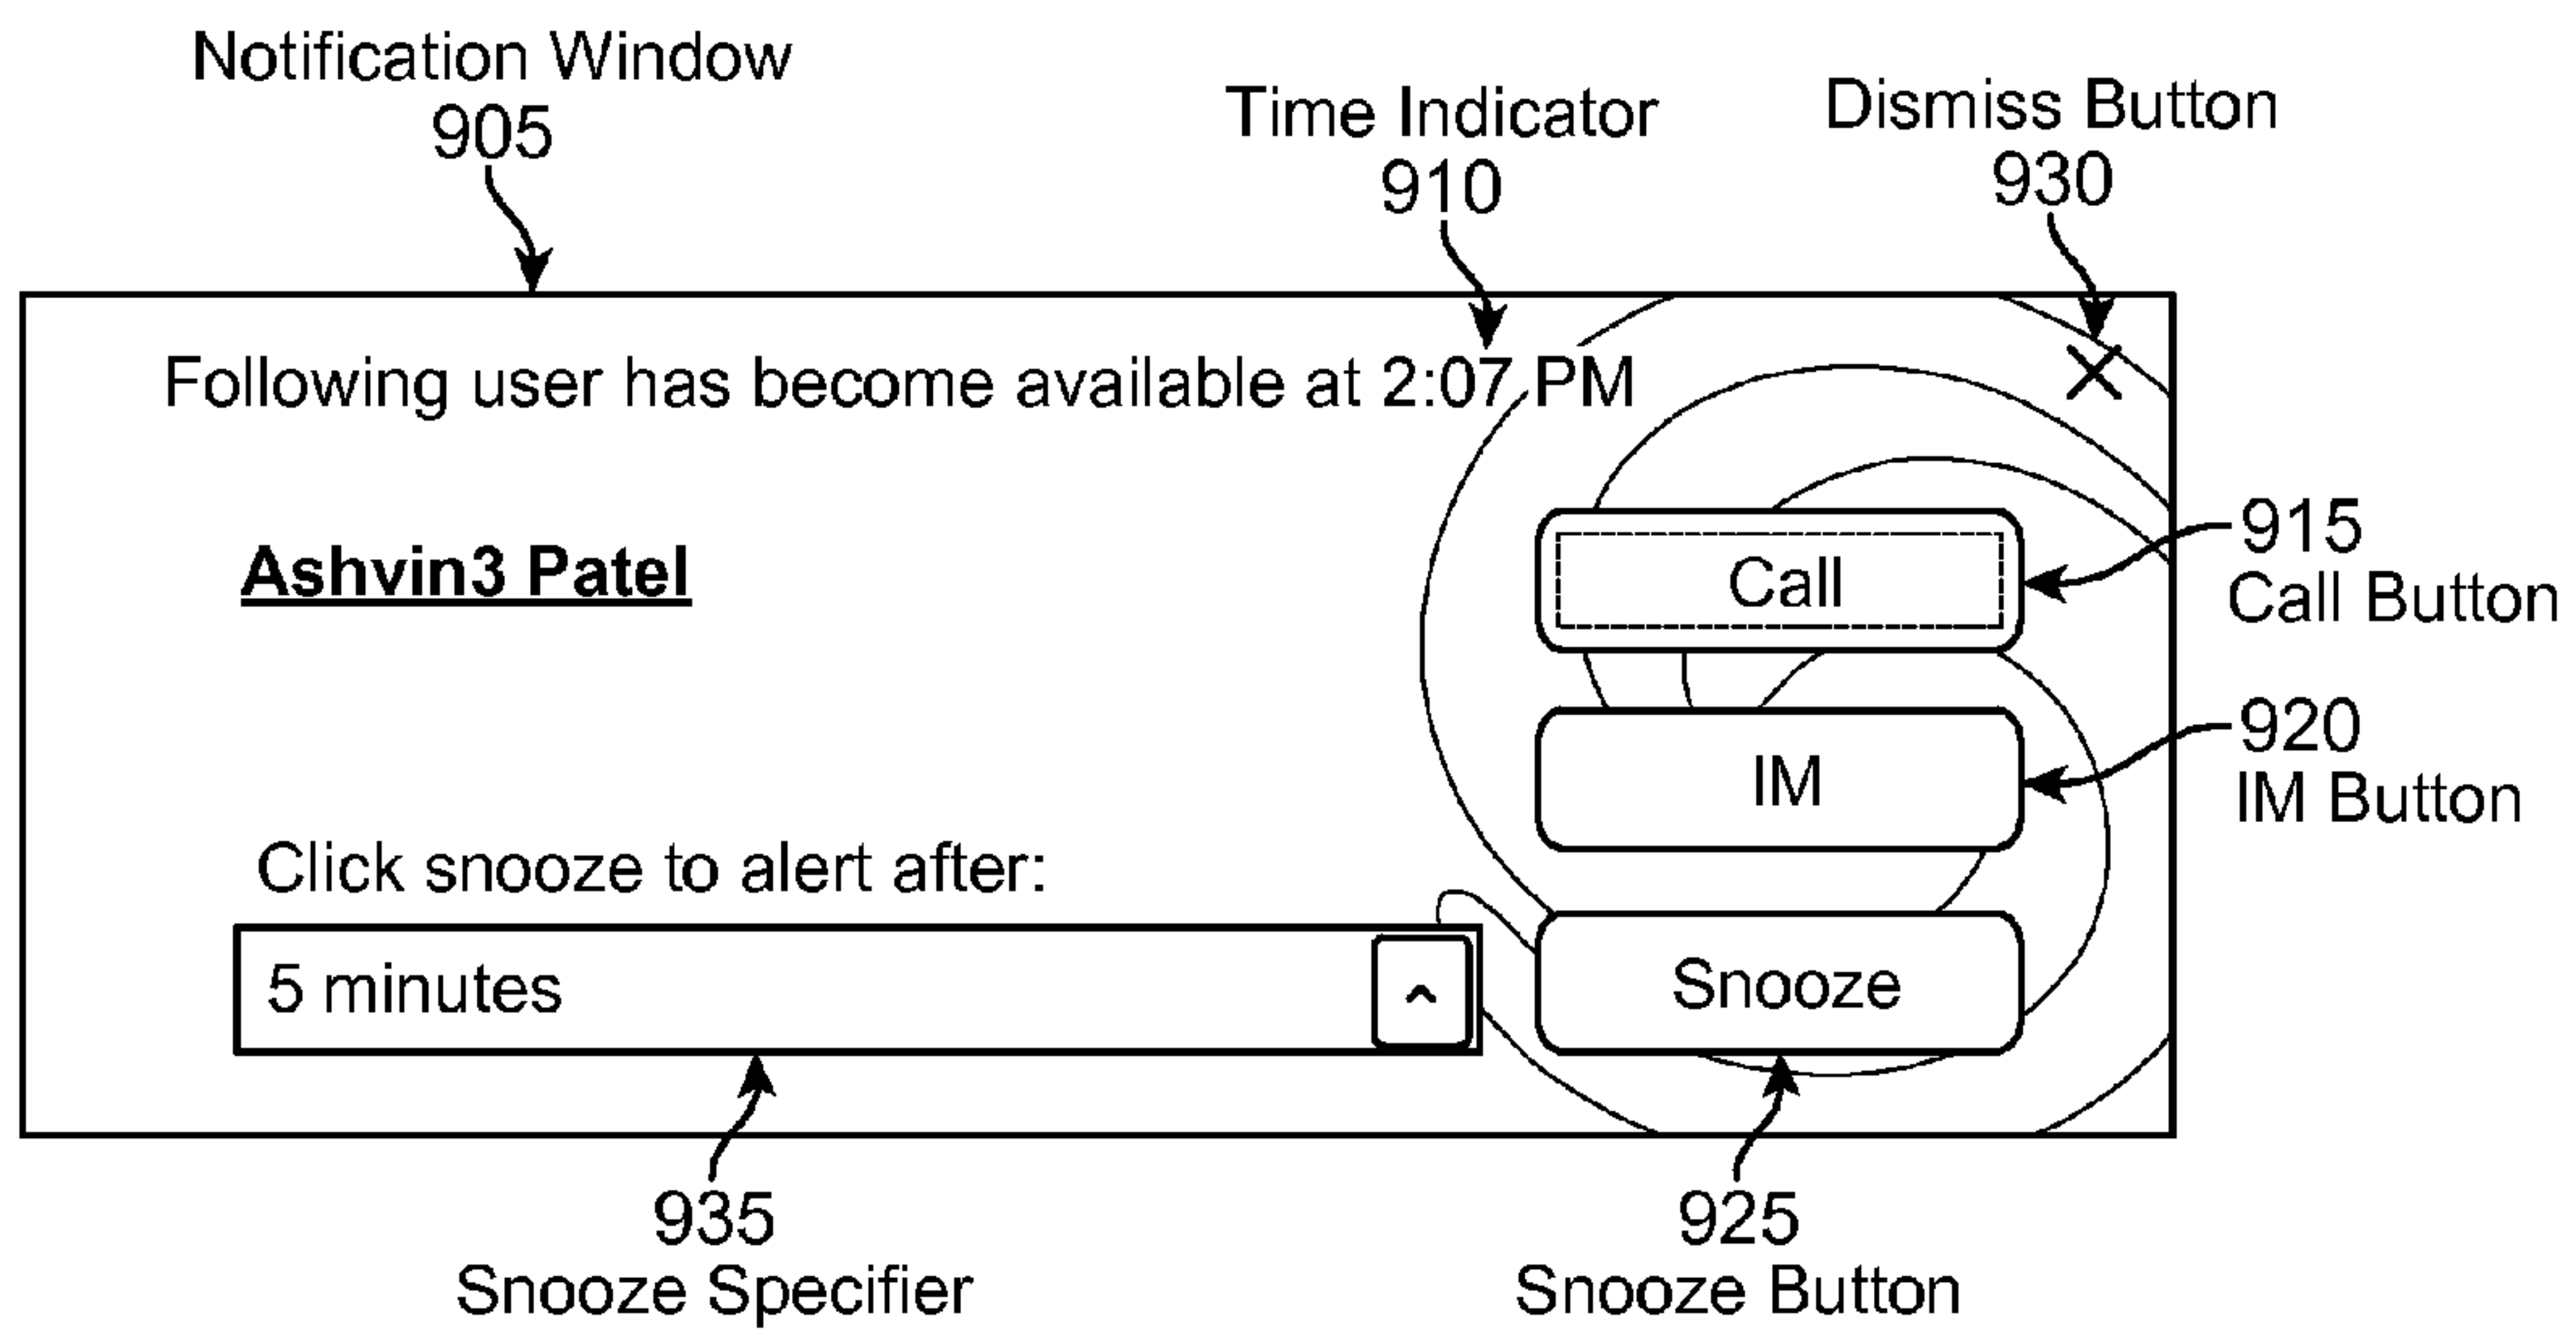 Notification Window
905
Time Indicator
910
Dismiss Button
930
Following user has become available at 2:07 PM
Ashvin3 Patel
Call
915
Call Button
IM
920
IM Button
Click snooze to alert after:
5 minutes
^
Snooze
935
Snooze Specifier
925
Snooze Button